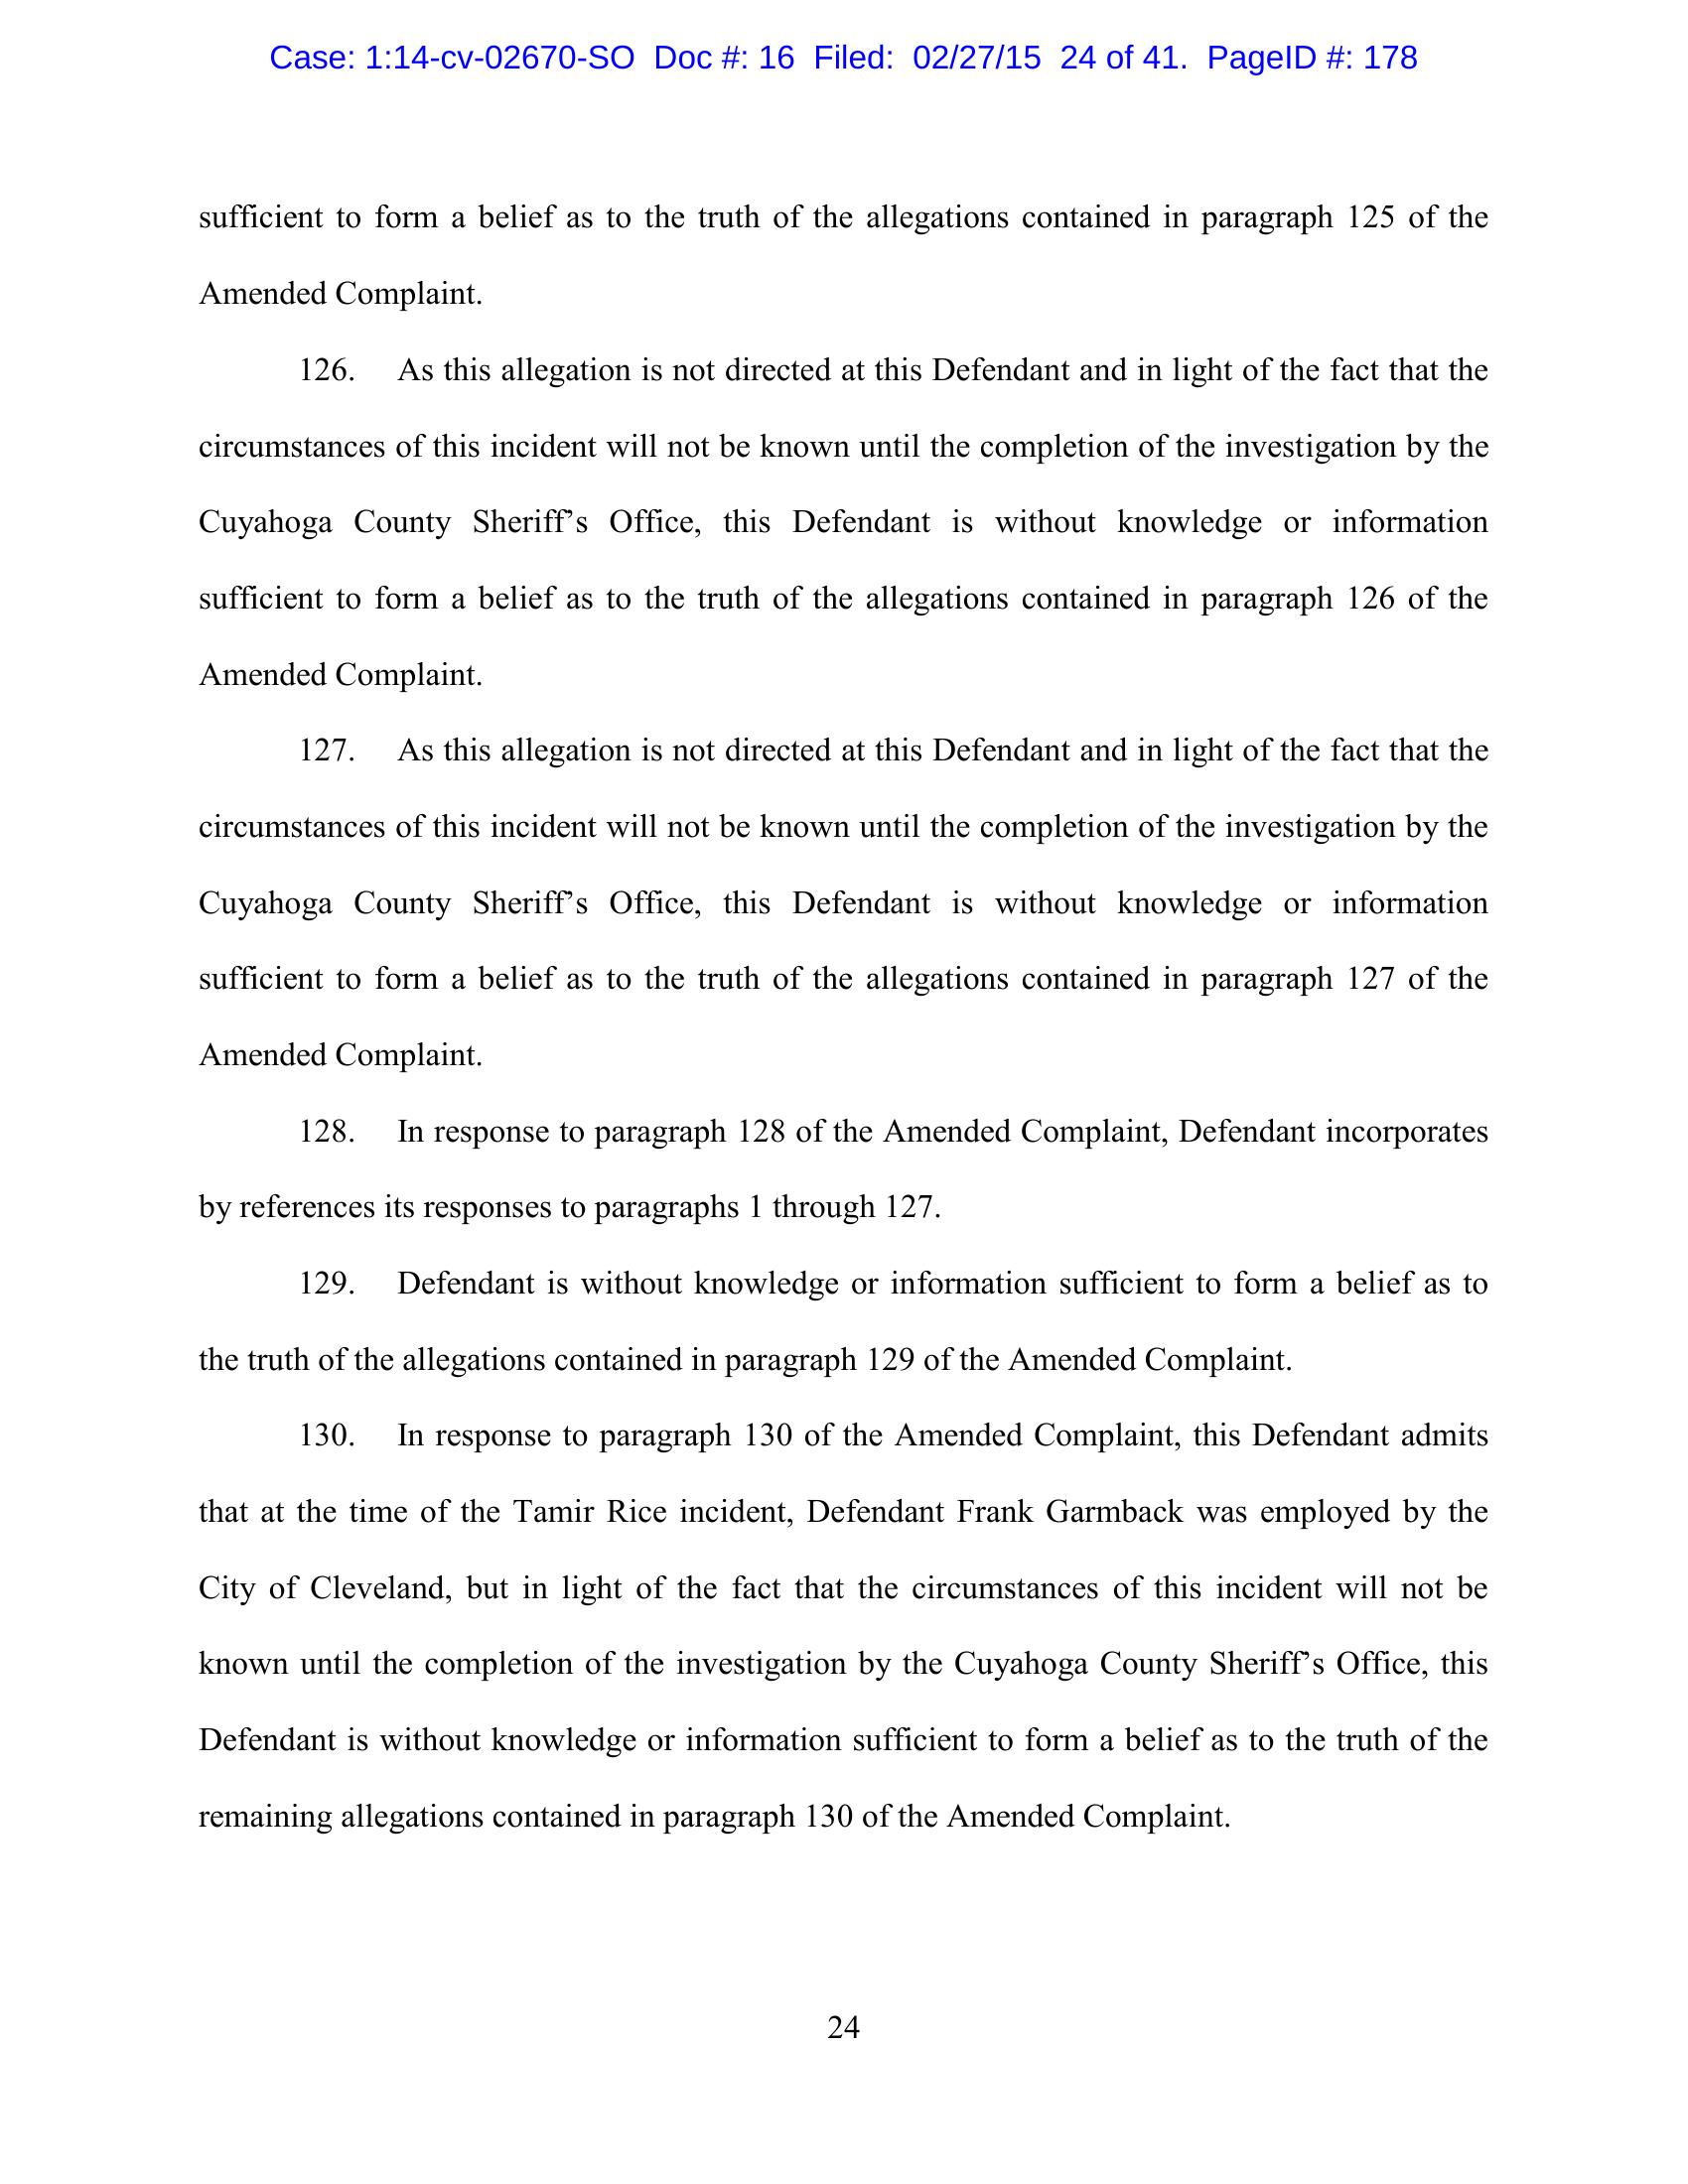 Case: 1:14-cv-02670-SO Doc #: 16 Filed: 02/27/15 24 of 41. PageID #: 178
sufficient to form a belief as to the truth of the allegations contained in paragraph 125 of the
Amended Complaint.
126. As this allegation is not directed at this Defendant and in light of the fact that the
circumstances of this incident will not be known until the completion of the investigation by the
Cuyahoga County Sheriff’s Office, this Defendant is without knowledge or information
sufficient to form a belief as to the truth of the allegations contained in paragraph 126 of the
Amended Complaint.
127. As this allegation is not directed at this Defendant and in light of the fact that the
circumstances of this incident will not be known until the completion of the investigation by the
Cuyahoga County Sheriff’s Office, this Defendant is without knowledge or information
sufficient to form a belief as to the truth of the allegations contained in paragraph 127 of the
Amended Complaint.
128. In response to paragraph 128 of the Amended Complaint, Defendant incorporates
by references its responses to paragraphs 1 through 127.
129. Defendant is without knowledge or information sufficient to form a belief as to
the truth of the allegations contained in paragraph 129 of the Amended Complaint.
130. In response to paragraph 130 of the Amended Complaint, this Defendant admits
that at the time of the Tamir Rice incident, Defendant Frank Garmback was employed by the
City of Cleveland, but in light of the fact that the circumstances of this incident will not be
known until the completion of the investigation by the Cuyahoga County Sheriff’s Office, this
Defendant is without knowledge or information sufficient to form a belief as to the truth of the
remaining allegations contained in paragraph 130 of the Amended Complaint.
24